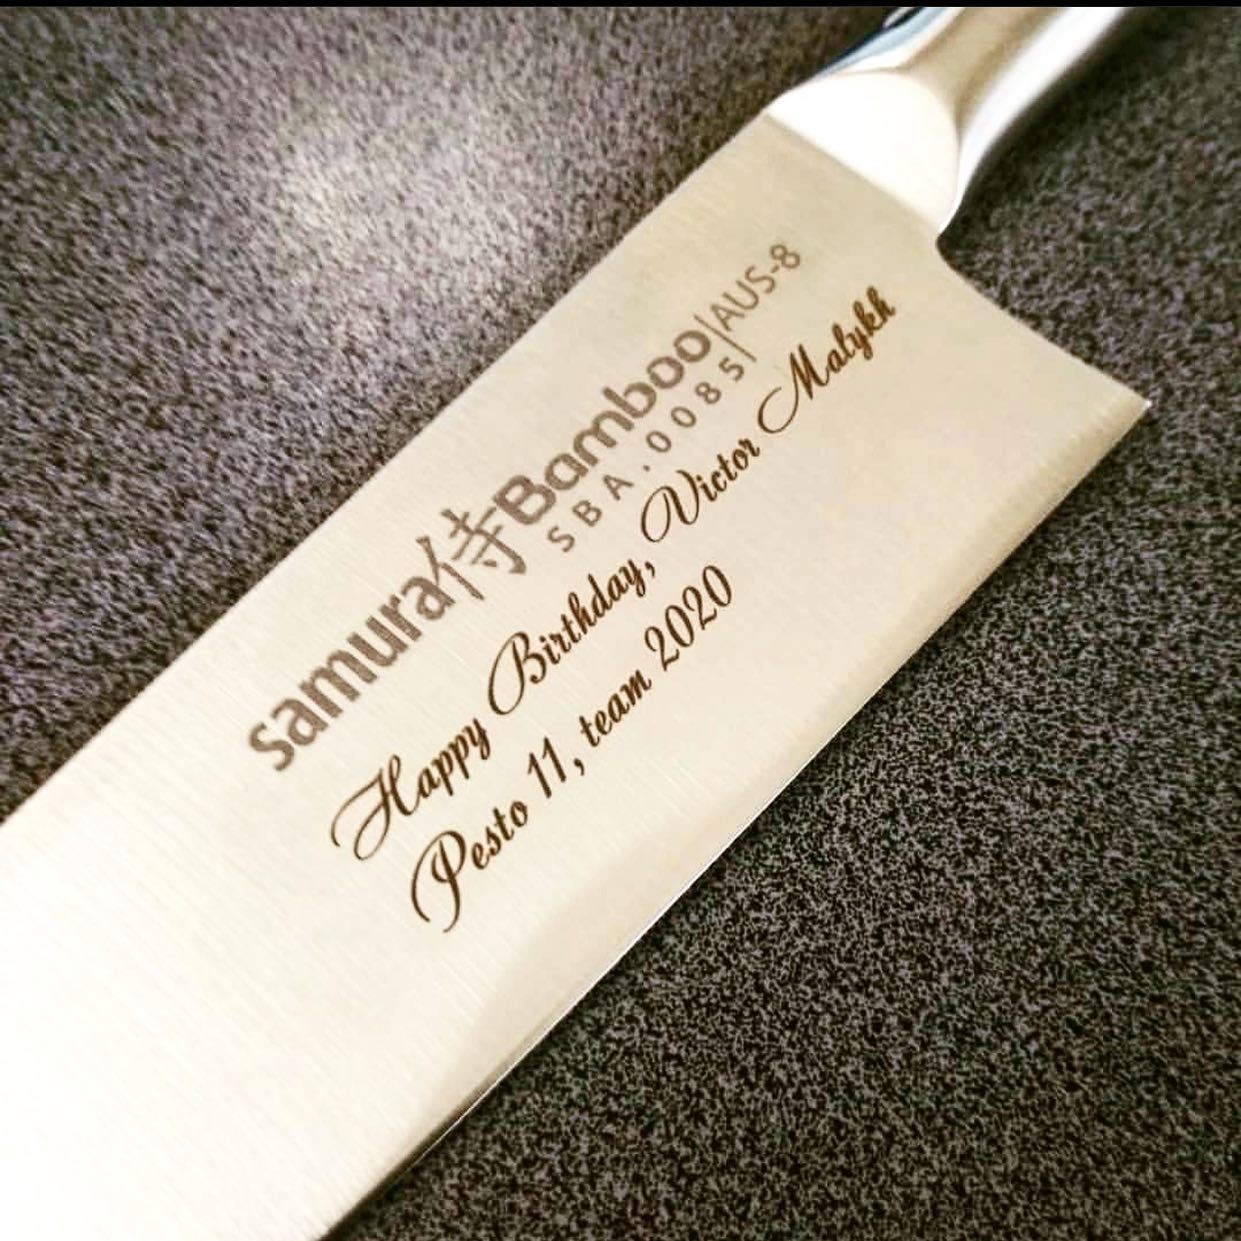 samura侍Bamboo|AUS-8
SBA.0085
Happy Birthday, Victor Malykh
Pesto 11, team 2020